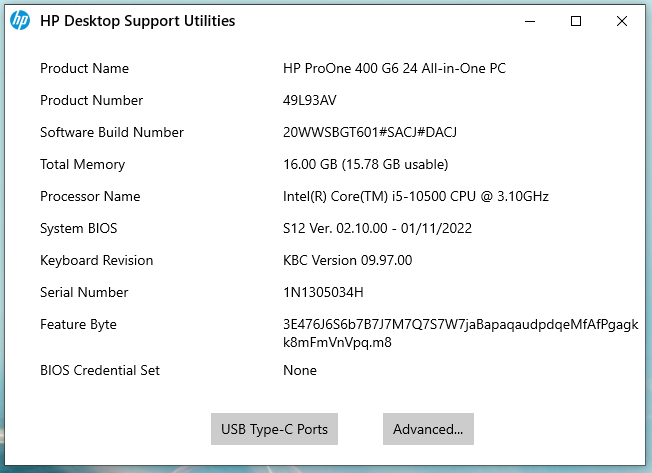 hp HP Desktop Support Utilities
Product Name HP ProOne 400 G6 24 All-in-One PC
Product Number 49L93AV
Software Build Number 20WWSBGT601#SACJ#DACJ
Total Memory 16.00 GB (15.78 GB usable)
Processor Name Intel(R) Core(TM) i5-10500 CPU @ 3.10GHz
System BIOS S12 Ver. 02.10.00 - 01/11/2022
Keyboard Revision KBC Version 09.97.00
Serial Number 1N1305034H
Feature Byte 3E476J6S6b7B7J7M7Q7S7W7jaBapaqaudpdqeMfAfPgagk
k8mFmVnVpq.m8
BIOS Credential Set None
USB Type-C Ports Advanced...